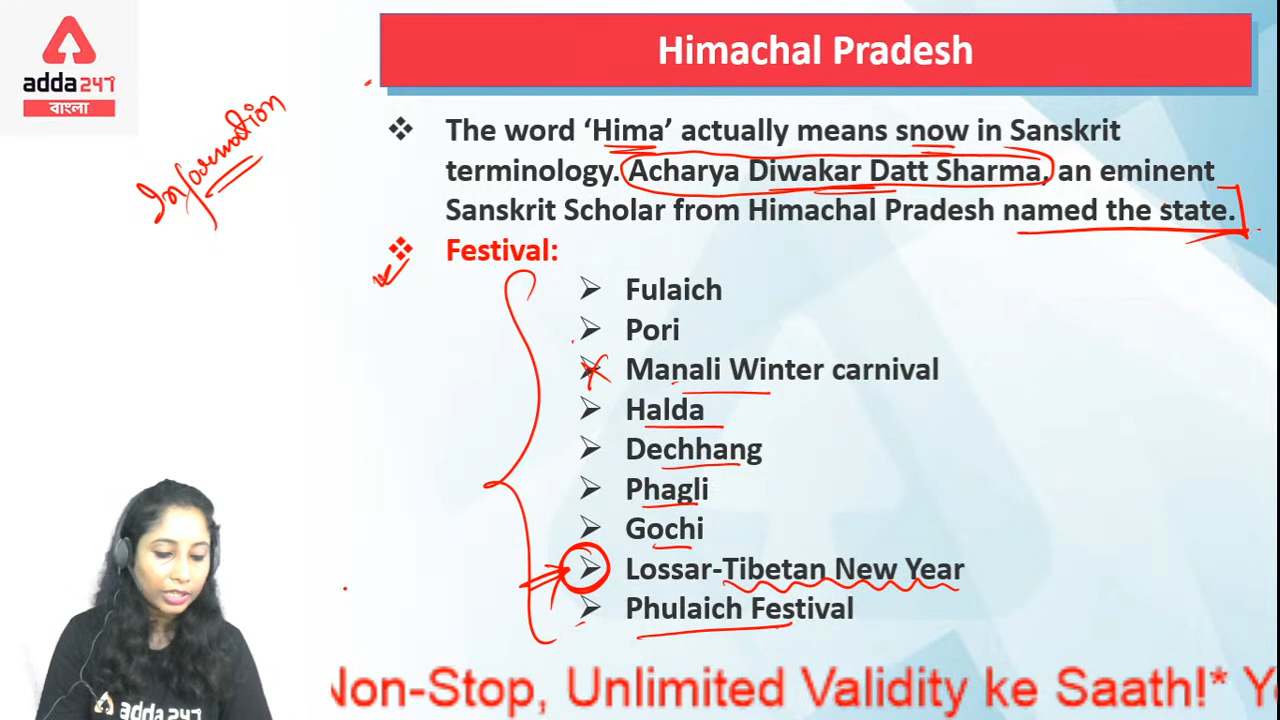 adda247
বাংলা
Information
Himachal Pradesh
The word ‘Hima’ actually means snow in Sanskrit
terminology. Acharya Diwakar Datt Sharma, an eminent
Sanskrit Scholar from Himachal Pradesh named the state.
Festival:
Fulaich
Pori
Manali Winter carnival
Halda
Dechhang
Phagli
Gochi
Lossar-Tibetan New Year
Phulaich Festival
adda247
Non-Stop, Unlimited Validity ke Saath!* Y